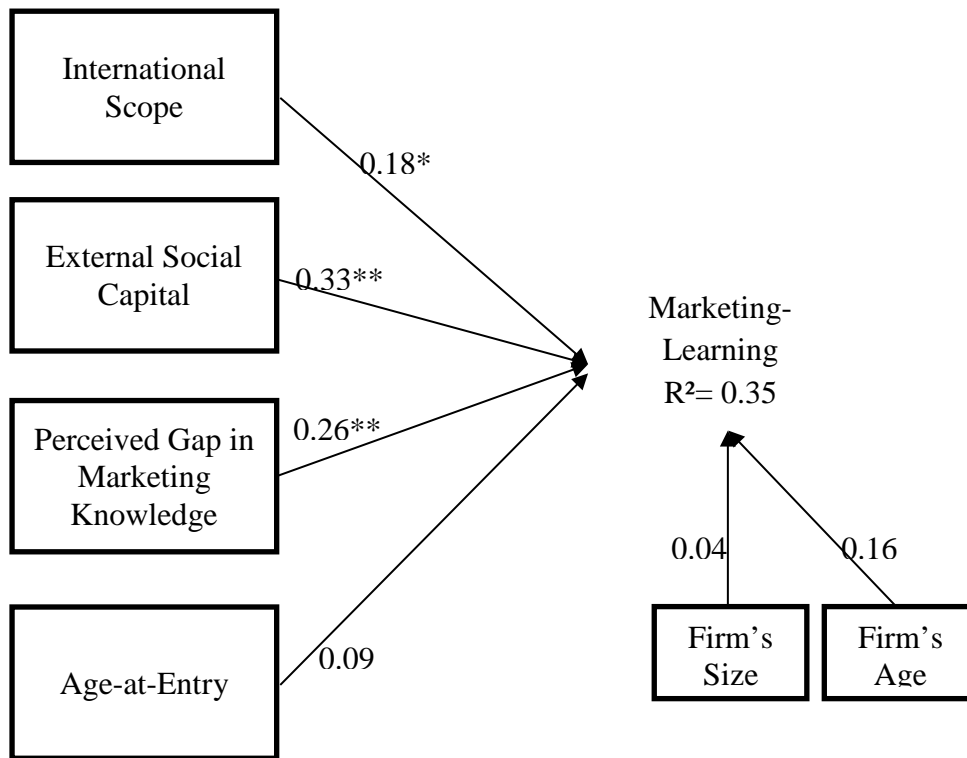 International
Scope
0.18*
External Social
Capital
0.33**
Perceived Gap in
Marketing
Knowledge
0.26**
Age-at-Entry
0.09
Marketing-
Learning
R²= 0.35
0.04
0.16
Firm’s
Size
Firm’s
Age